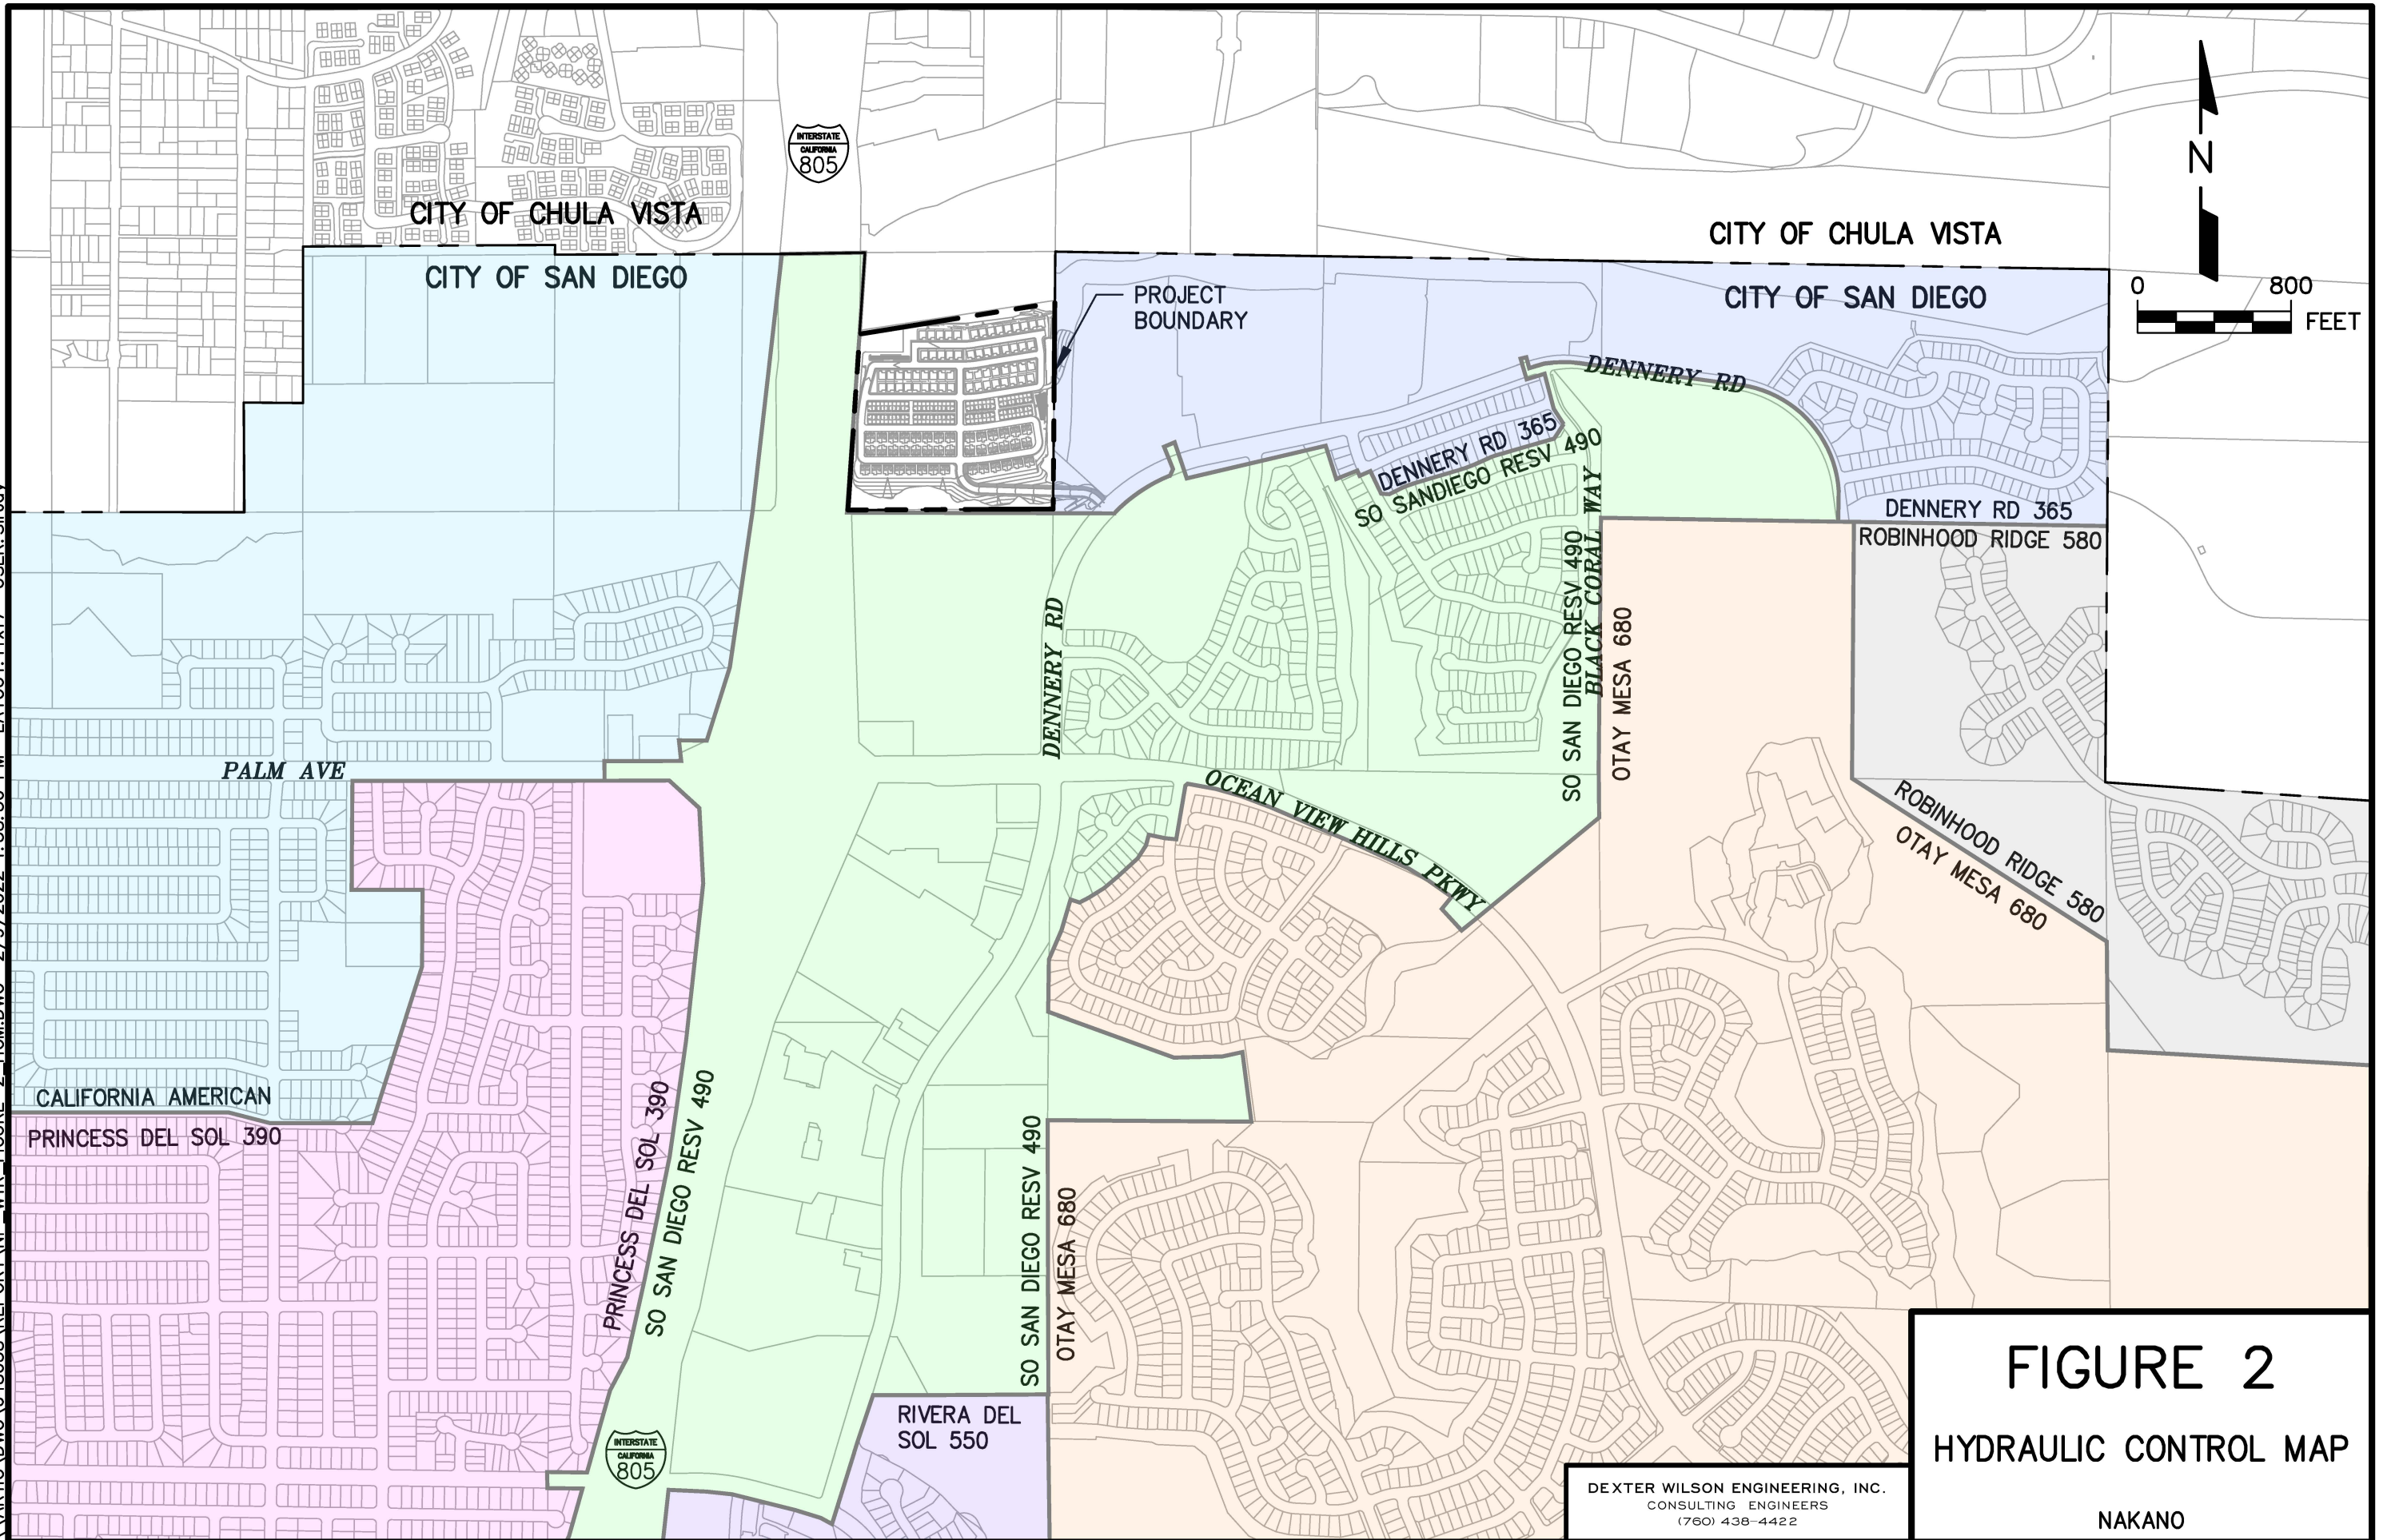 INTERSTATE
CALIFORNIA
805
N
CITY OF CHULA VISTA
CITY OF CHULA VISTA
CITY OF SAN DIEGO
CITY OF SAN DIEGO
PROJECT
BOUNDARY
0 800
FEET
DENNERY RD
DENNERY RD 365
SO SANDIEGO RESV 490
DENNERY RD 365
ROBINHOOD RIDGE 580
BLACK CORAL WAY
SO SAN DIEGO RESV 490
OTAY MESA 680
DENNERY RD
PALM AVE
OCEAN VIEW HILLS PKWY
ROBINHOOD RIDGE 580
OTAY MESA 680
CALIFORNIA AMERICAN
PRINCESS DEL SOL 390
PRINCESS DEL SOL 390
SO SAN DIEGO RESV 490
SO SAN DIEGO RESV 490
OTAY MESA 680
RIVERA DEL
SOL 550
INTERSTATE
CALIFORNIA
805
FIGURE 2
HYDRAULIC CONTROL MAP
NAKANO
DEXTER WILSON ENGINEERING, INC.
CONSULTING ENGINEERS
(760) 438-4422